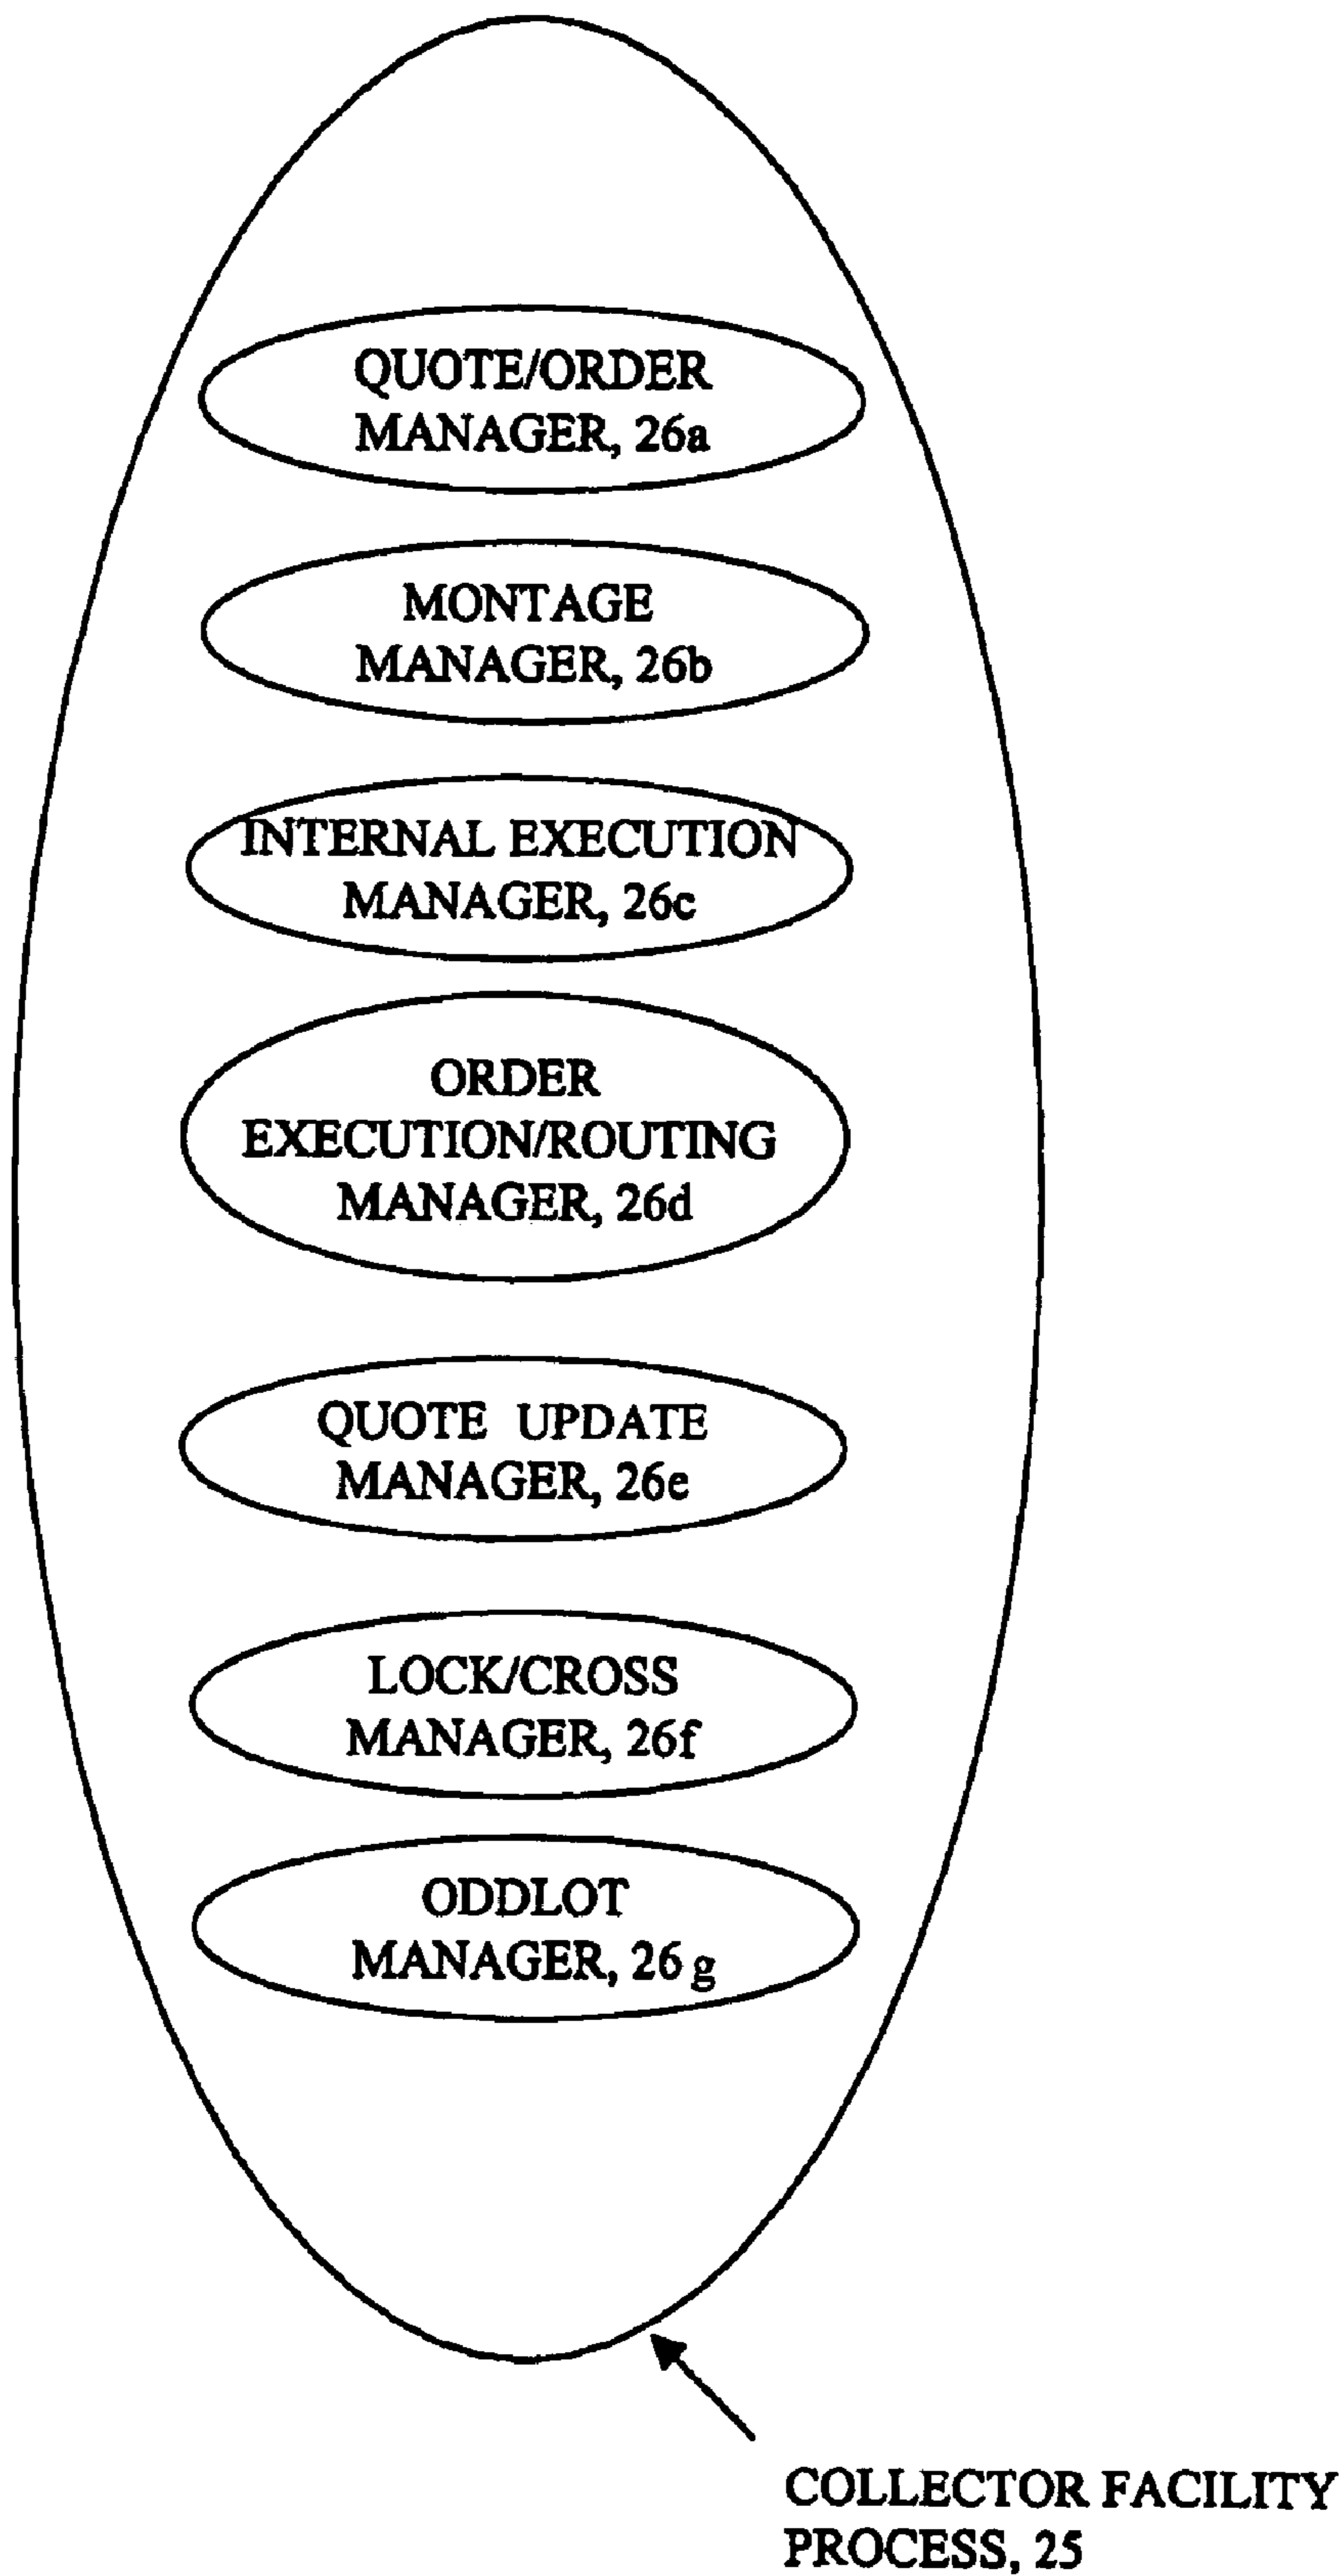 QUOTE/ORDER
MANAGER, 26a
MONTAGE
MANAGER, 26b
INTERNAL EXECUTION
MANAGER, 26c
ORDER
EXECUTION/ROUTING
MANAGER, 26d
QUOTE UPDATE
MANAGER, 26e
LOCK/CROSS
MANAGER, 26f
ODDLOT
MANAGER, 26g
COLLECTOR FACILITY
PROCESS, 25